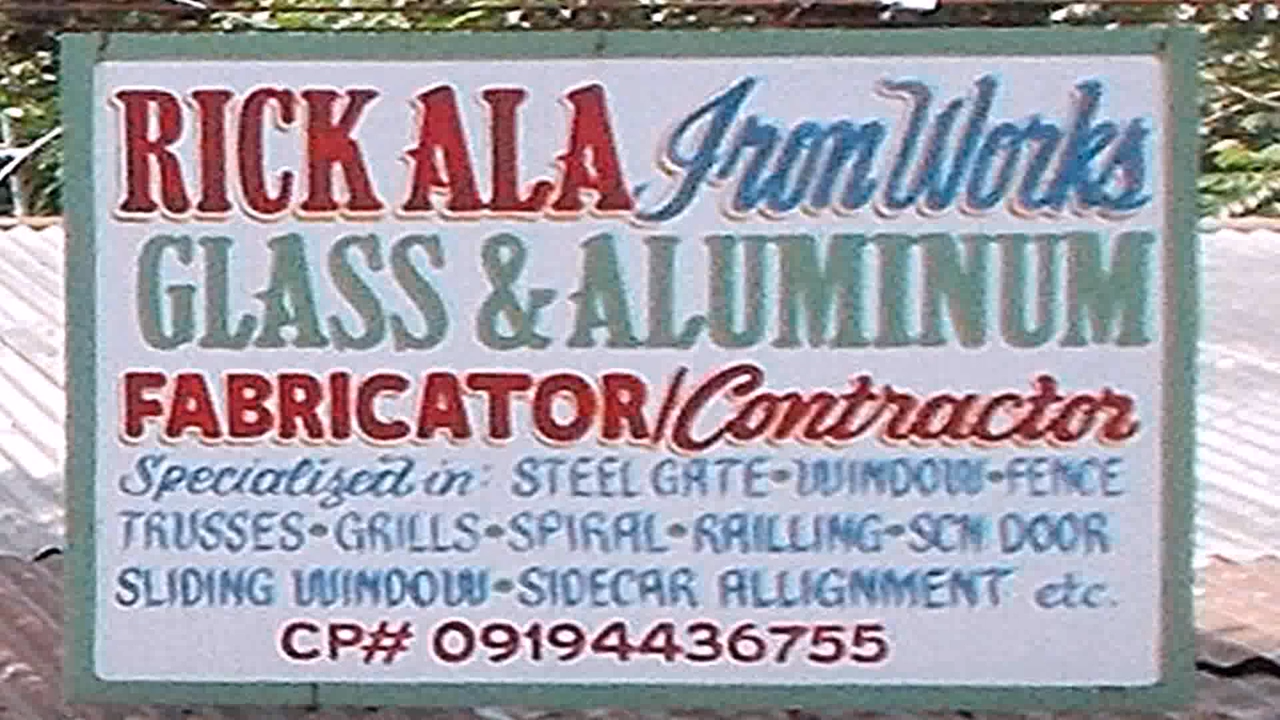 RICK ALA Iron Works
GLASS & ALUMINUM
FABRICATOR/Contractor
Specialized in: STEEL GATE•WINDOW•FENCE
TRUSSES•GRILLS•SPIRAL•RAILLING•SCN DOOR
SLIDING WINDOW•SIDECAR ALLIGNMENT etc.
CP# 09194436755